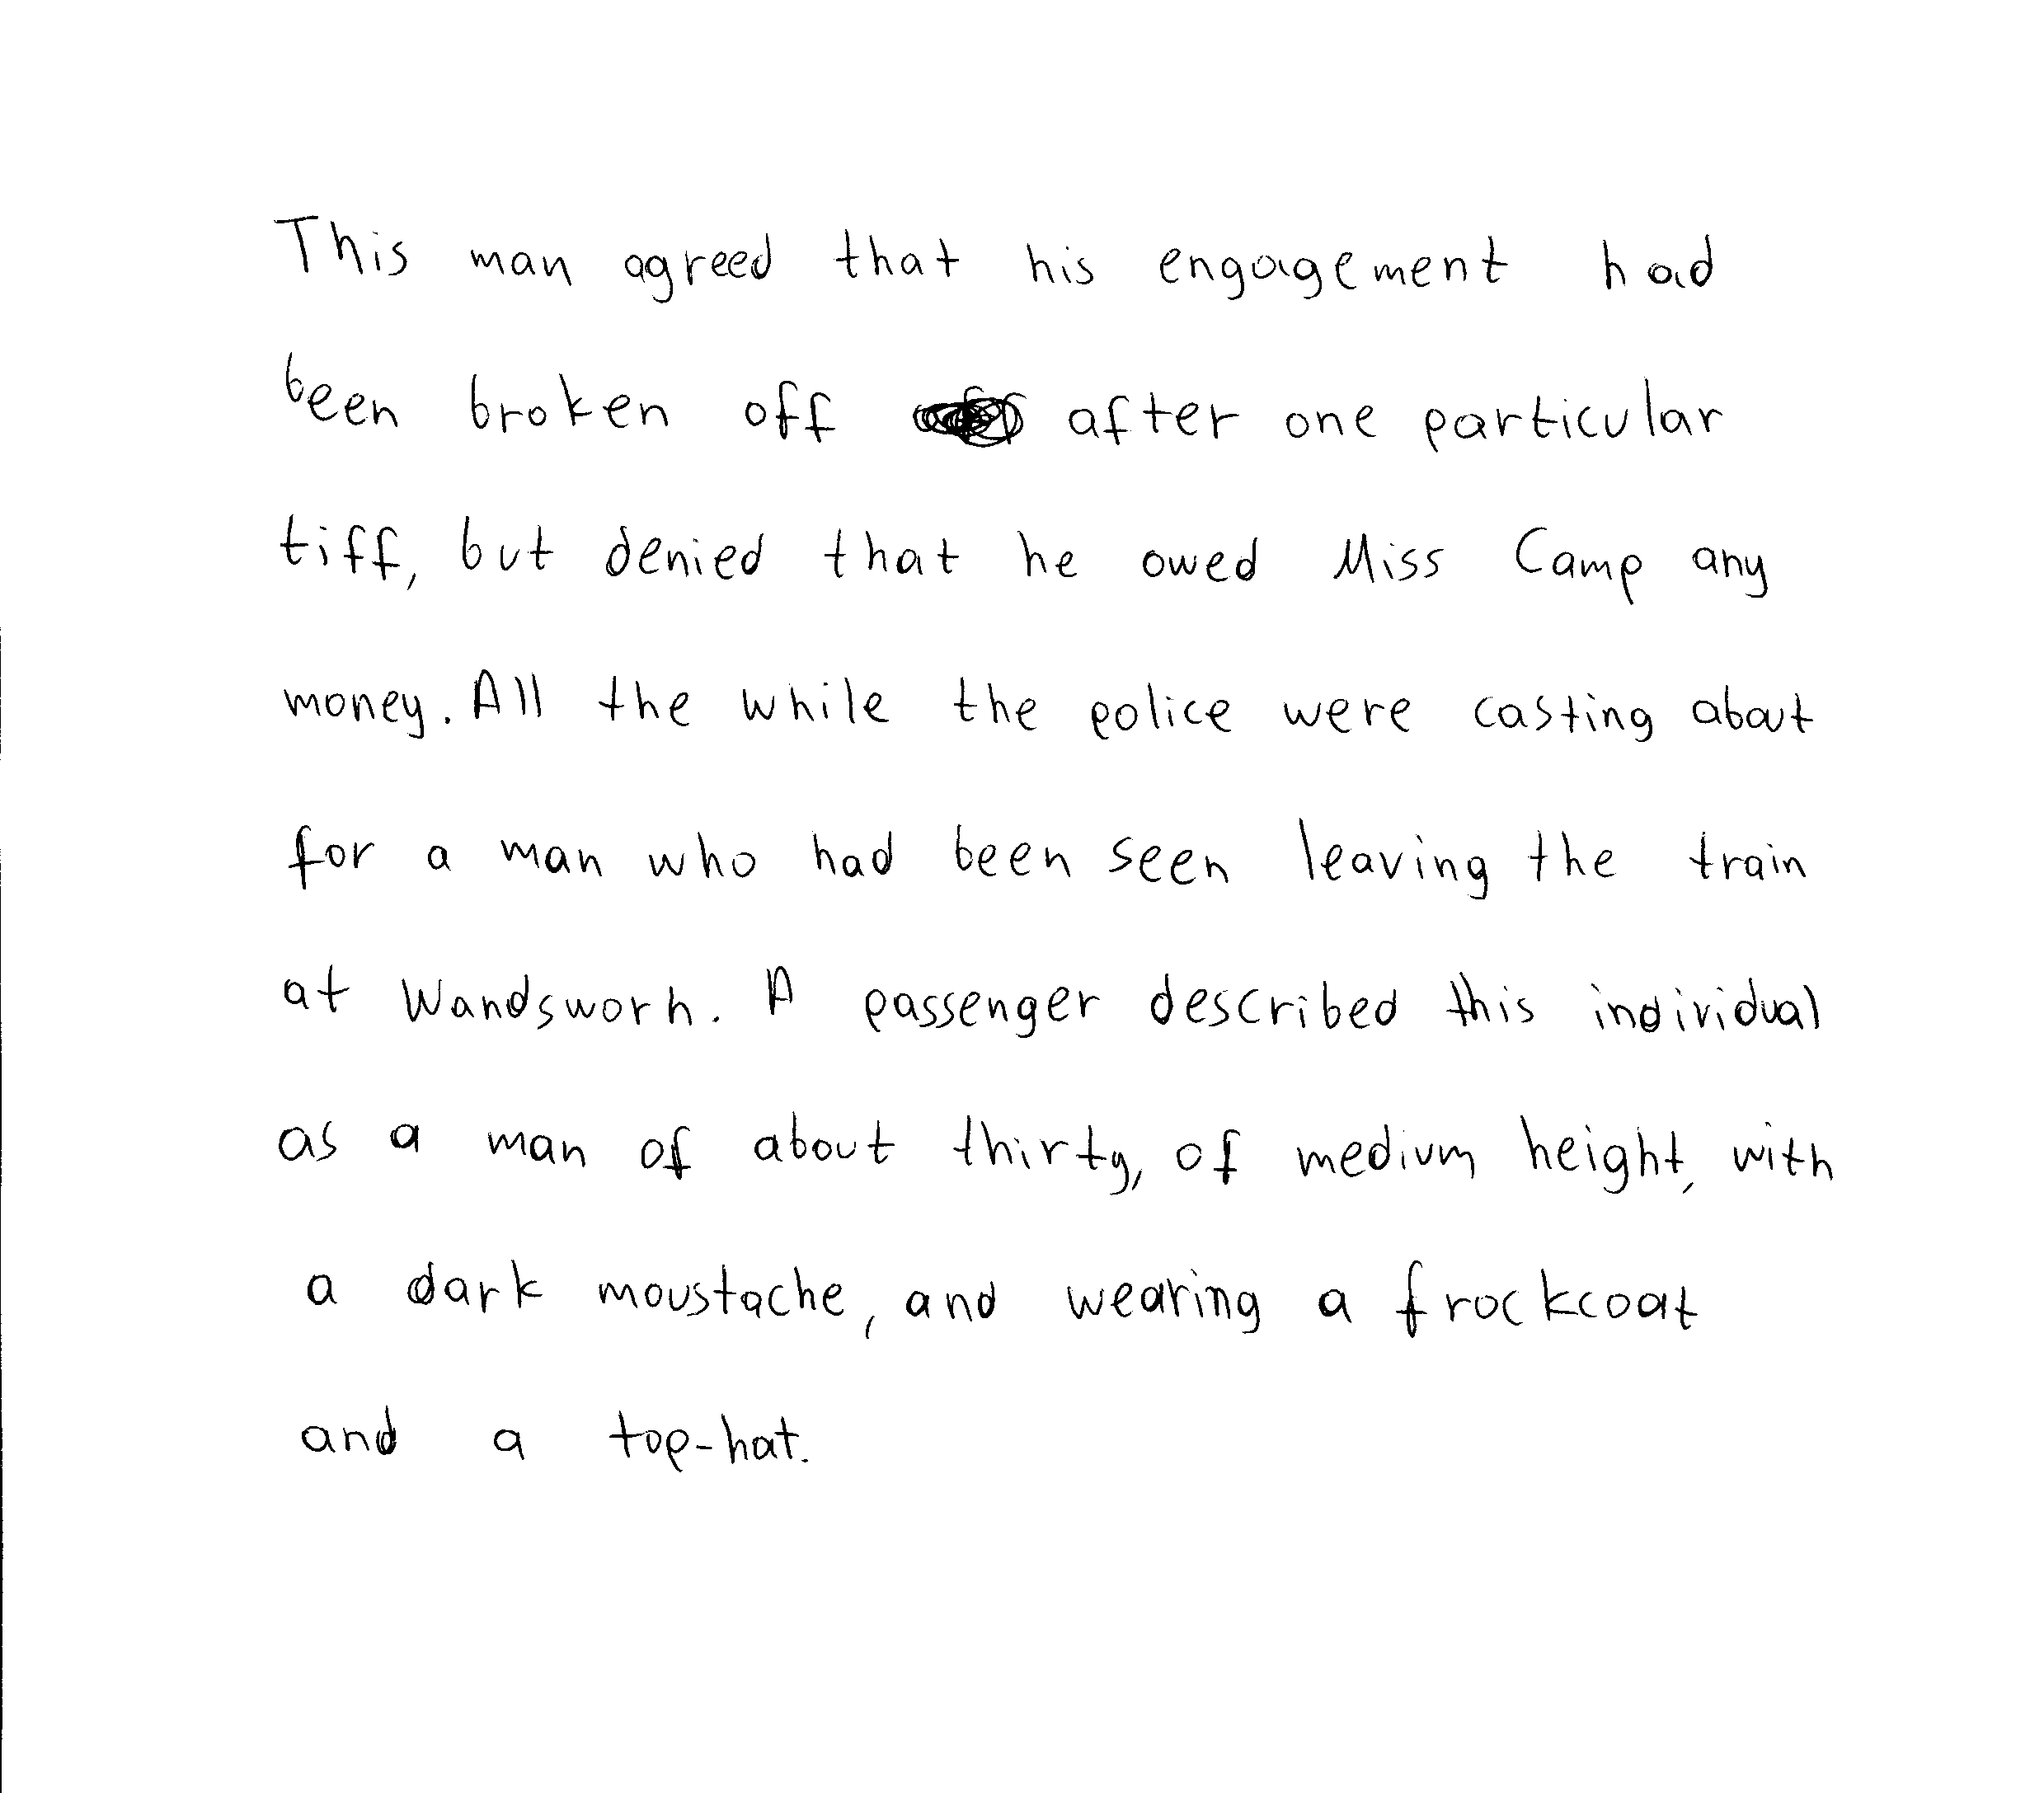 This man agreed that his engagement had
been broken off after one particular
tiff, but denied that he owed Miss Camp any
money. All the while the police were casting about
for a man who had been seen leaving the train
at Wandsworh. A passenger described this individual
as a man of about thirty, of medium height, with
a dark moustache, and wearing a frockcoat
and a top-hat.